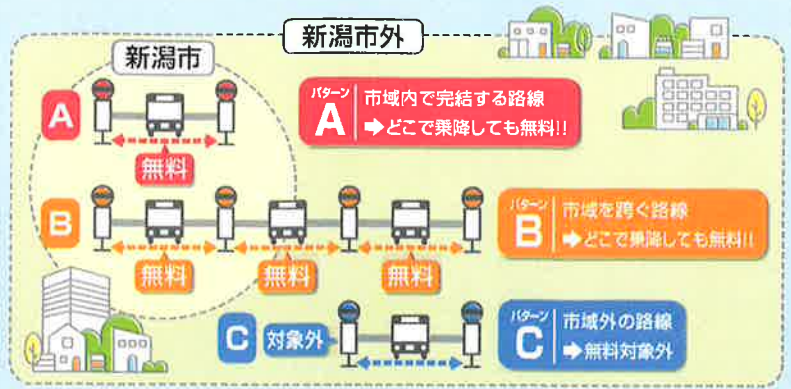 新潟市外
新潟市
A
無料
パターン
A
市域内で完結する路線
➡どこで乗降しても無料!!
B
無料
無料
無料
パターン
B
市域を跨ぐ路線
➡どこで乗降しても無料!!
C
対象外
パターン
C
市域外の路線
➡無料対象外